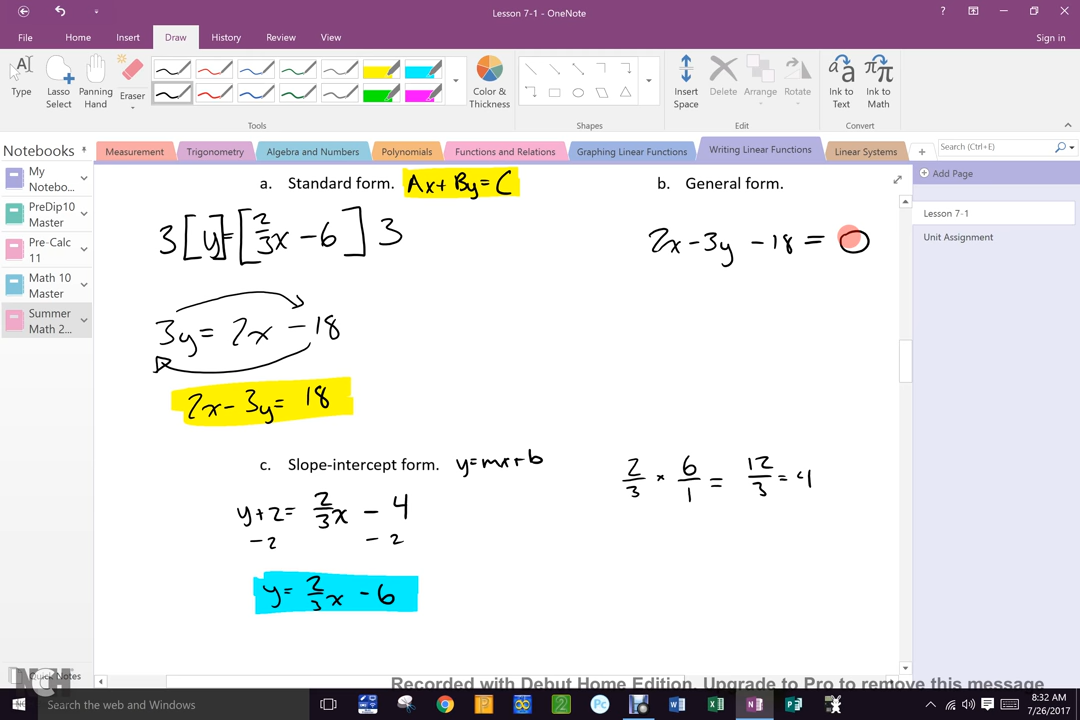 Lesson 7-1 - OneNote
? Sign in
File Home Insert Draw History Review View
Type Lasso Select Panning Hand Eraser Color & Thickness Insert Space Delete Arrange Rotate Ink to Text Ink to Math
Tools Shapes Edit Convert
Notebooks Measurement Trigonometry Algebra and Numbers Polynomials Functions and Relations Graphing Linear Functions Writing Linear Functions Linear Systems + Search (Ctrl+E)
My Notebo...
PreDip10 Master
Pre-Calc 11
Math 10 Master
Summer Math 2...
Quick Notes
Add Page
Lesson 7-1
Unit Assignment
a. Standard form. Ax + By = C
3[y]=[2/3x - 6]3
3y = 2x - 18
2x - 3y = 18
b. General form.
2x - 3y - 18 = 0
c. Slope-intercept form. y=mx+b
y+2 = 2/3x - 4
-2 - 2
y = 2/3x - 6
2/3 × 6/1 = 12/3 = 4
NCH
Recorded with Debut Home Edition. Upgrade to Pro to remove this message
Search the web and Windows
8:32 AM
7/26/2017